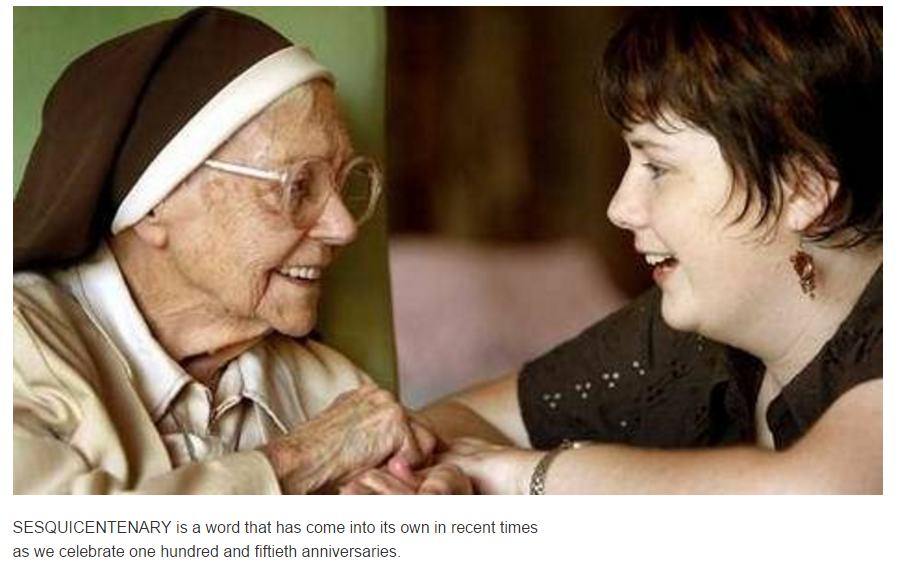 SESQUICENTENARY is a word that has come into its own in recent times
as we celebrate one hundred and fiftieth anniversaries.